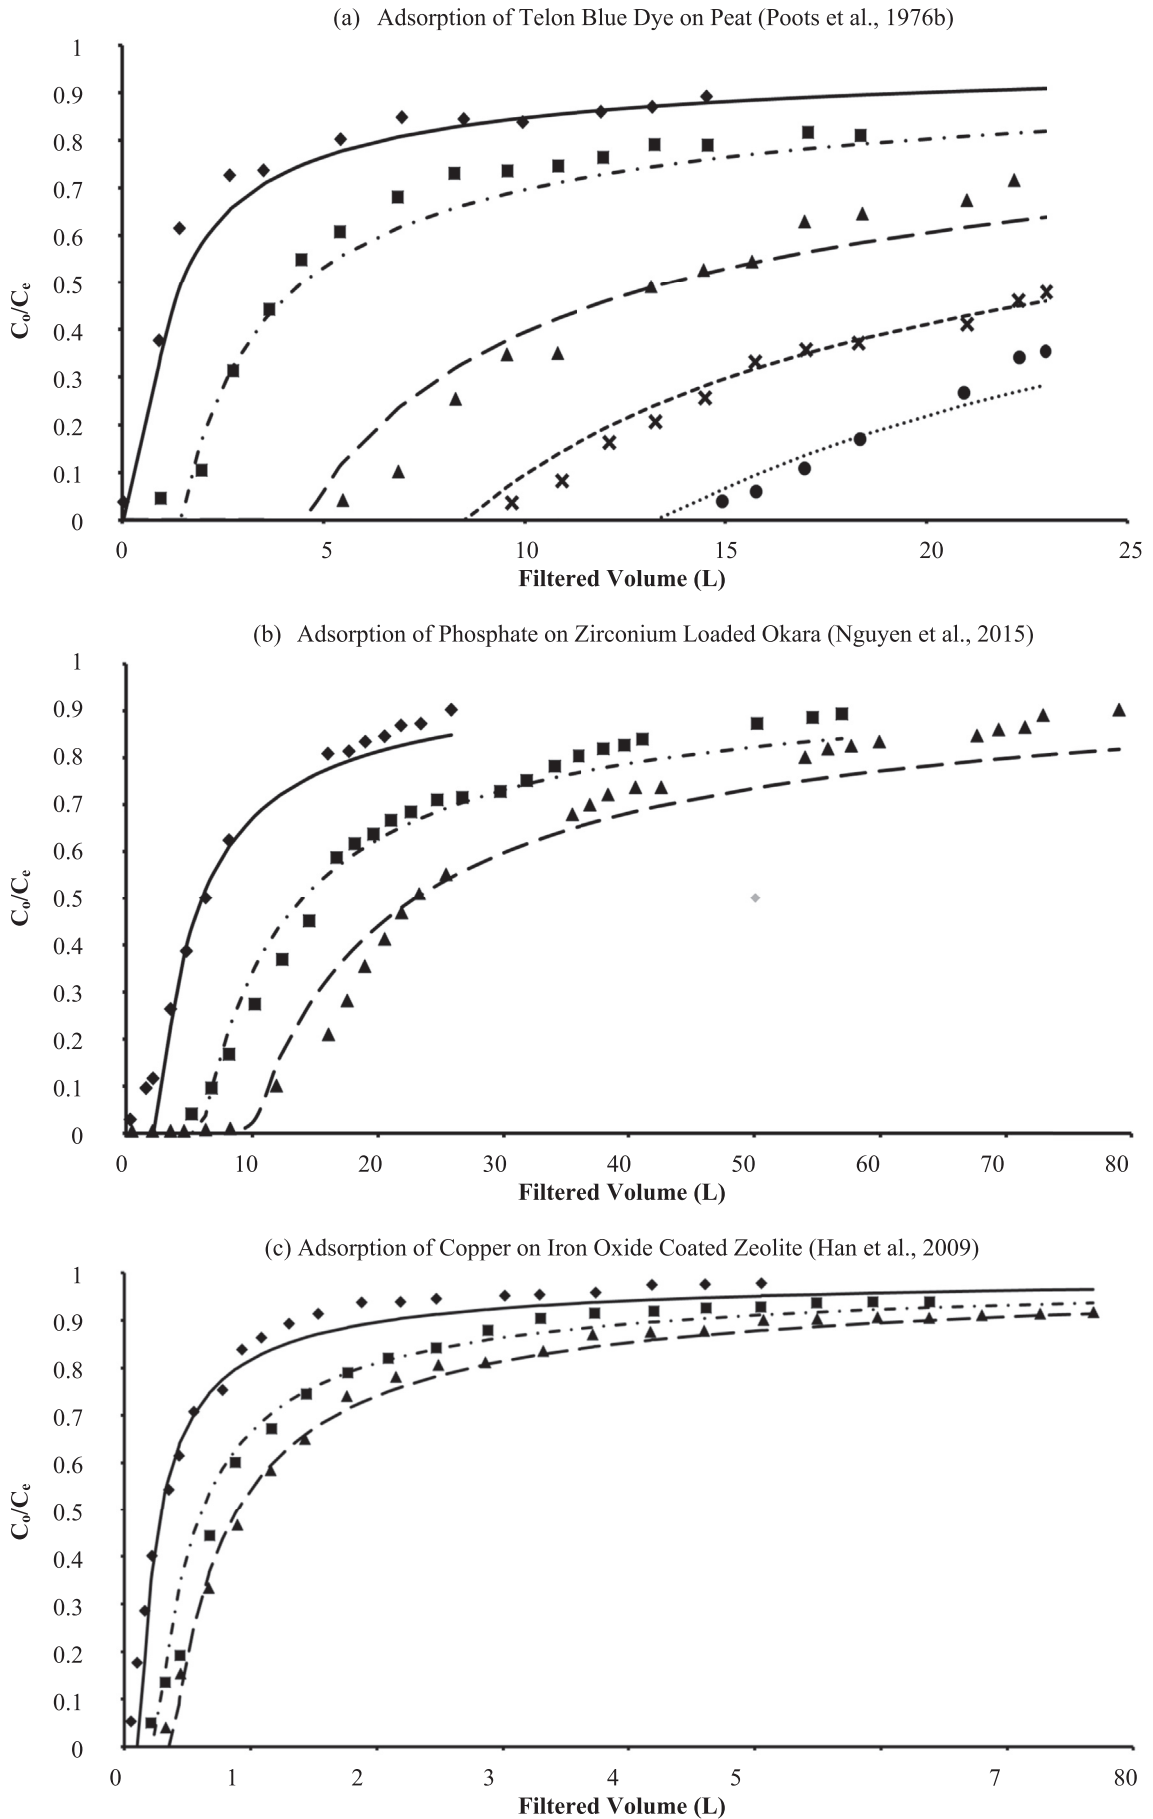 (a) Adsorption of Telon Blue Dye on Peat (Poots et al., 1976b)
1
0.9
0.8
0.7
0.6
0.5
0.4
0.3
0.2
0.1
0
C₀/Cₑ
0 5 10 15 20 25
Filtered Volume (L)
(b) Adsorption of Phosphate on Zirconium Loaded Okara (Nguyen et al., 2015)
1
0.9
0.8
0.7
0.6
0.5
0.4
0.3
0.2
0.1
0
C₀/Cₑ
0 10 20 30 40 50 60 70 80
Filtered Volume (L)
(c) Adsorption of Copper on Iron Oxide Coated Zeolite (Han et al., 2009)
1
0.9
0.8
0.7
0.6
0.5
0.4
0.3
0.2
0.1
0
C₀/Cₑ
0 1 2 3 4 5 7 80
Filtered Volume (L)